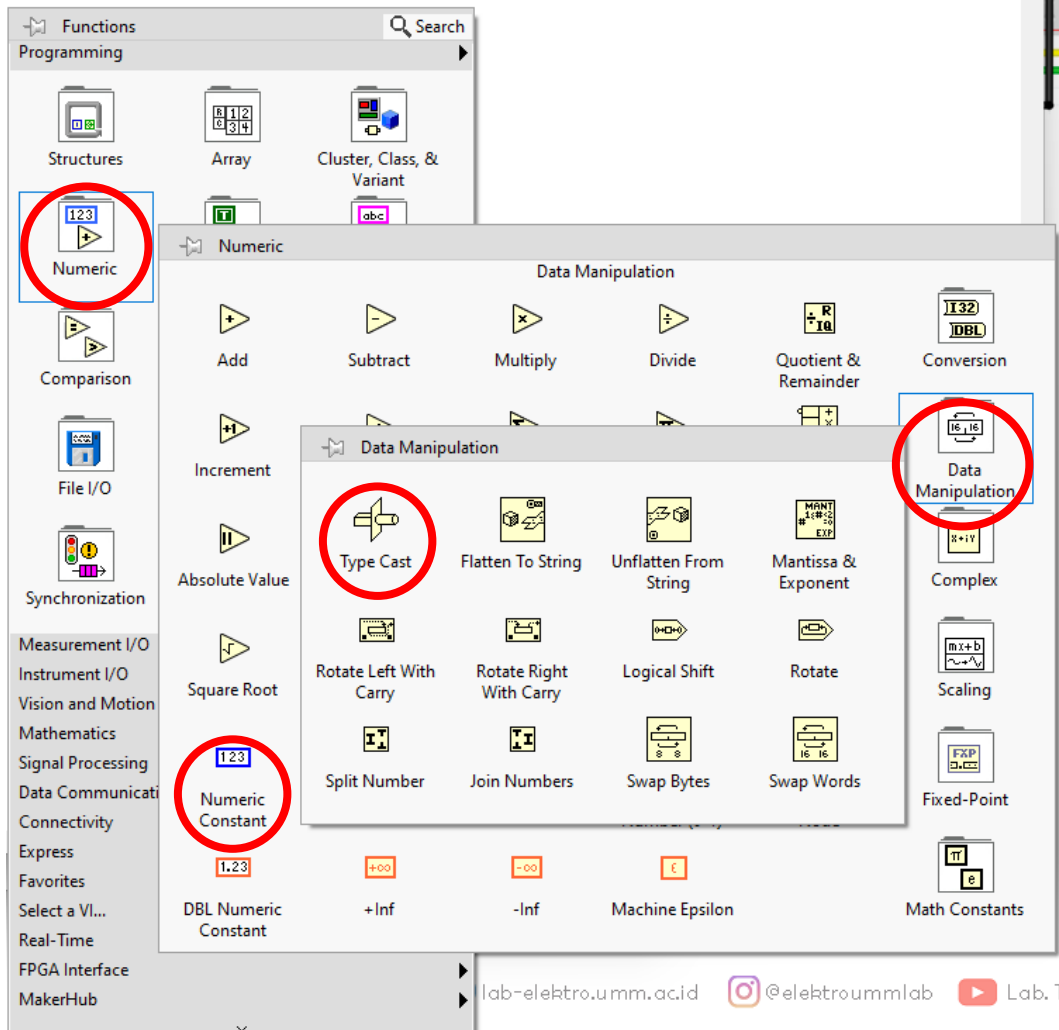 Functions
Search
Programming
Structures
Array
Cluster, Class, &
Variant
Numeric
Comparison
File I/O
Synchronization
Measurement I/O
Instrument I/O
Vision and Motion
Mathematics
Signal Processing
Data Communicati
Connectivity
Express
Favorites
Select a VI...
Real-Time
FPGA Interface
MakerHub
Numeric
Data Manipulation
Add
Subtract
Multiply
Divide
Quotient &
Remainder
Conversion
Increment
Data
Manipulation
Absolute Value
Complex
Square Root
Scaling
Numeric
Constant
Fixed-Point
DBL Numeric
Constant
+Inf
-Inf
Machine Epsilon
Math Constants
Data Manipulation
Type Cast
Flatten To String
Unflatten From
String
Mantissa &
Exponent
Rotate Left With
Carry
Rotate Right
With Carry
Logical Shift
Rotate
Split Number
Join Numbers
Swap Bytes
Swap Words
lab-elektro.umm.ac.id
@elektroummlab
Lab.